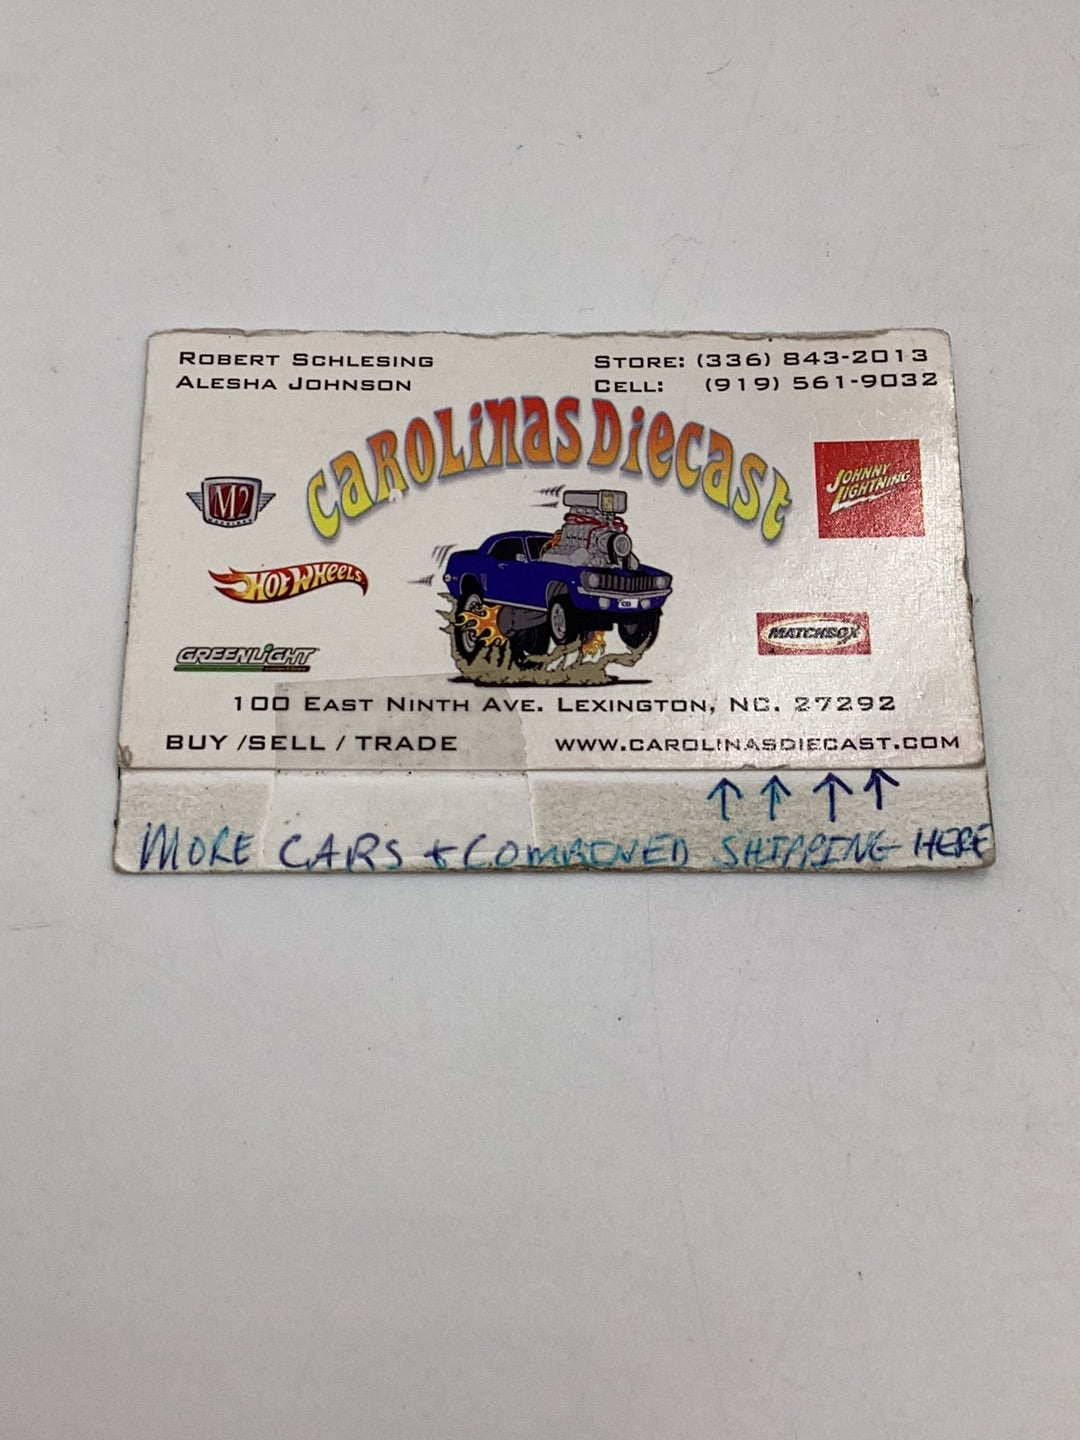 ROBERT SCHLESING
ALESHA JOHNSON
STORE: (336) 843-2013
CELL: (919) 561-9032
CAROLINAS DIECAST
M2
MACHINES
JOHNNY
LIGHTNING
HOT WHEELS
GREENLIGHT
MATCHBOX
CD
100 EAST NINTH AVE. LEXINGTON, NC. 27292
BUY /SELL / TRADE
WWW.CAROLINASDIECAST.COM
↑ ↑ ↑ ↑
MORE CARS + COMBINED SHIPPING HERE